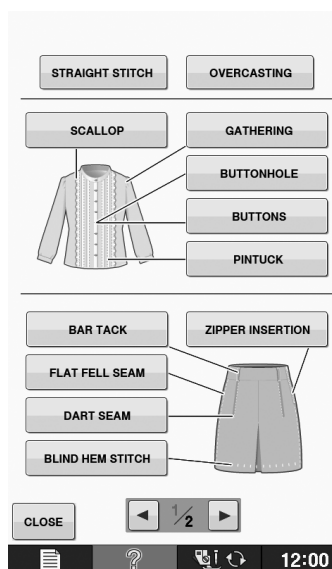 STRAIGHT STITCH
OVERCASTING
SCALLOP
GATHERING
BUTTONHOLE
BUTTONS
PINTUCK
BAR TACK
ZIPPER INSERTION
FLAT FELL SEAM
DART SEAM
BLIND HEM STITCH
CLOSE
1/2
12:00